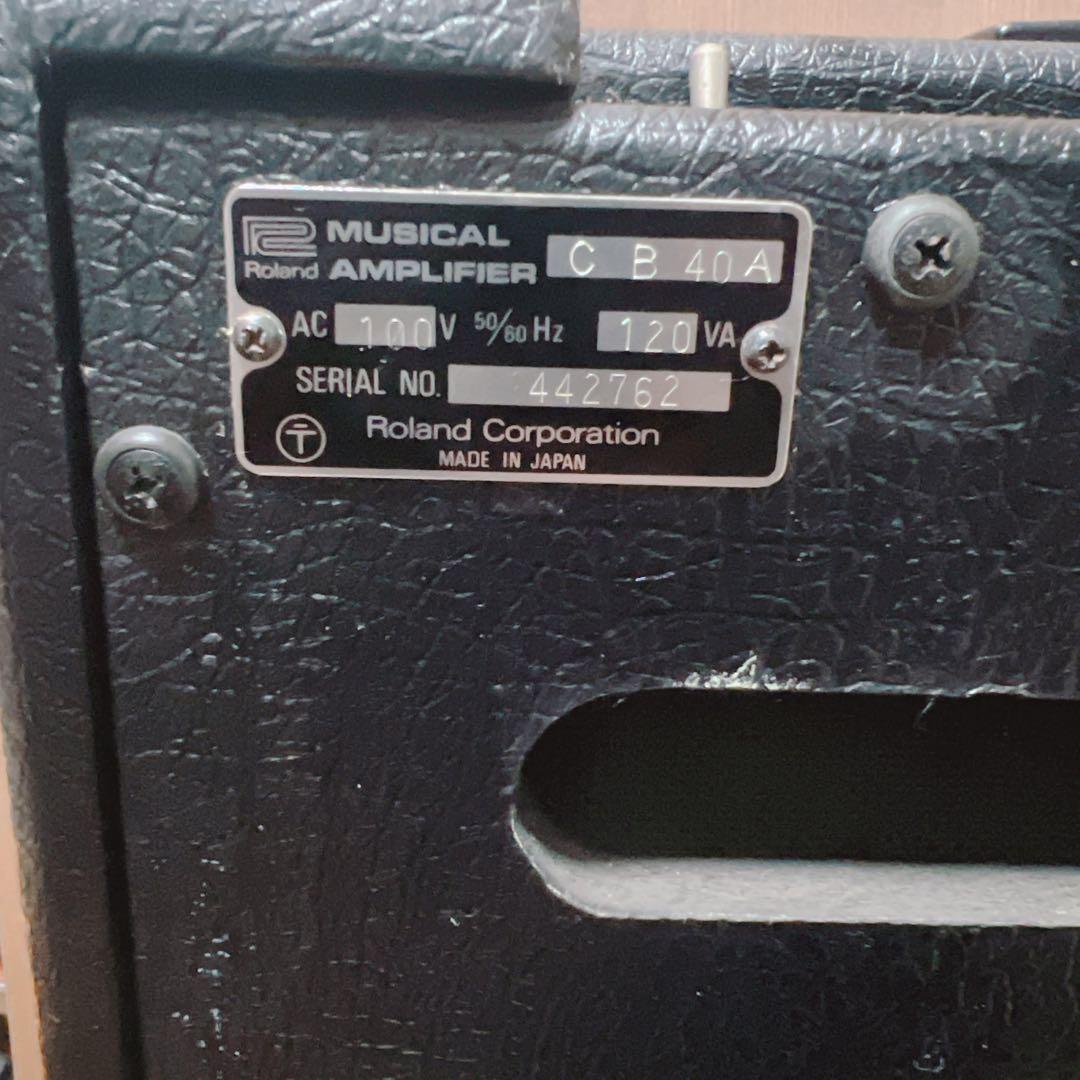 Roland MUSICAL AMPLIFIER CB 40A
AC 100V 50/60 Hz 120 VA
SERIAL NO. 442762
T Roland Corporation
MADE IN JAPAN